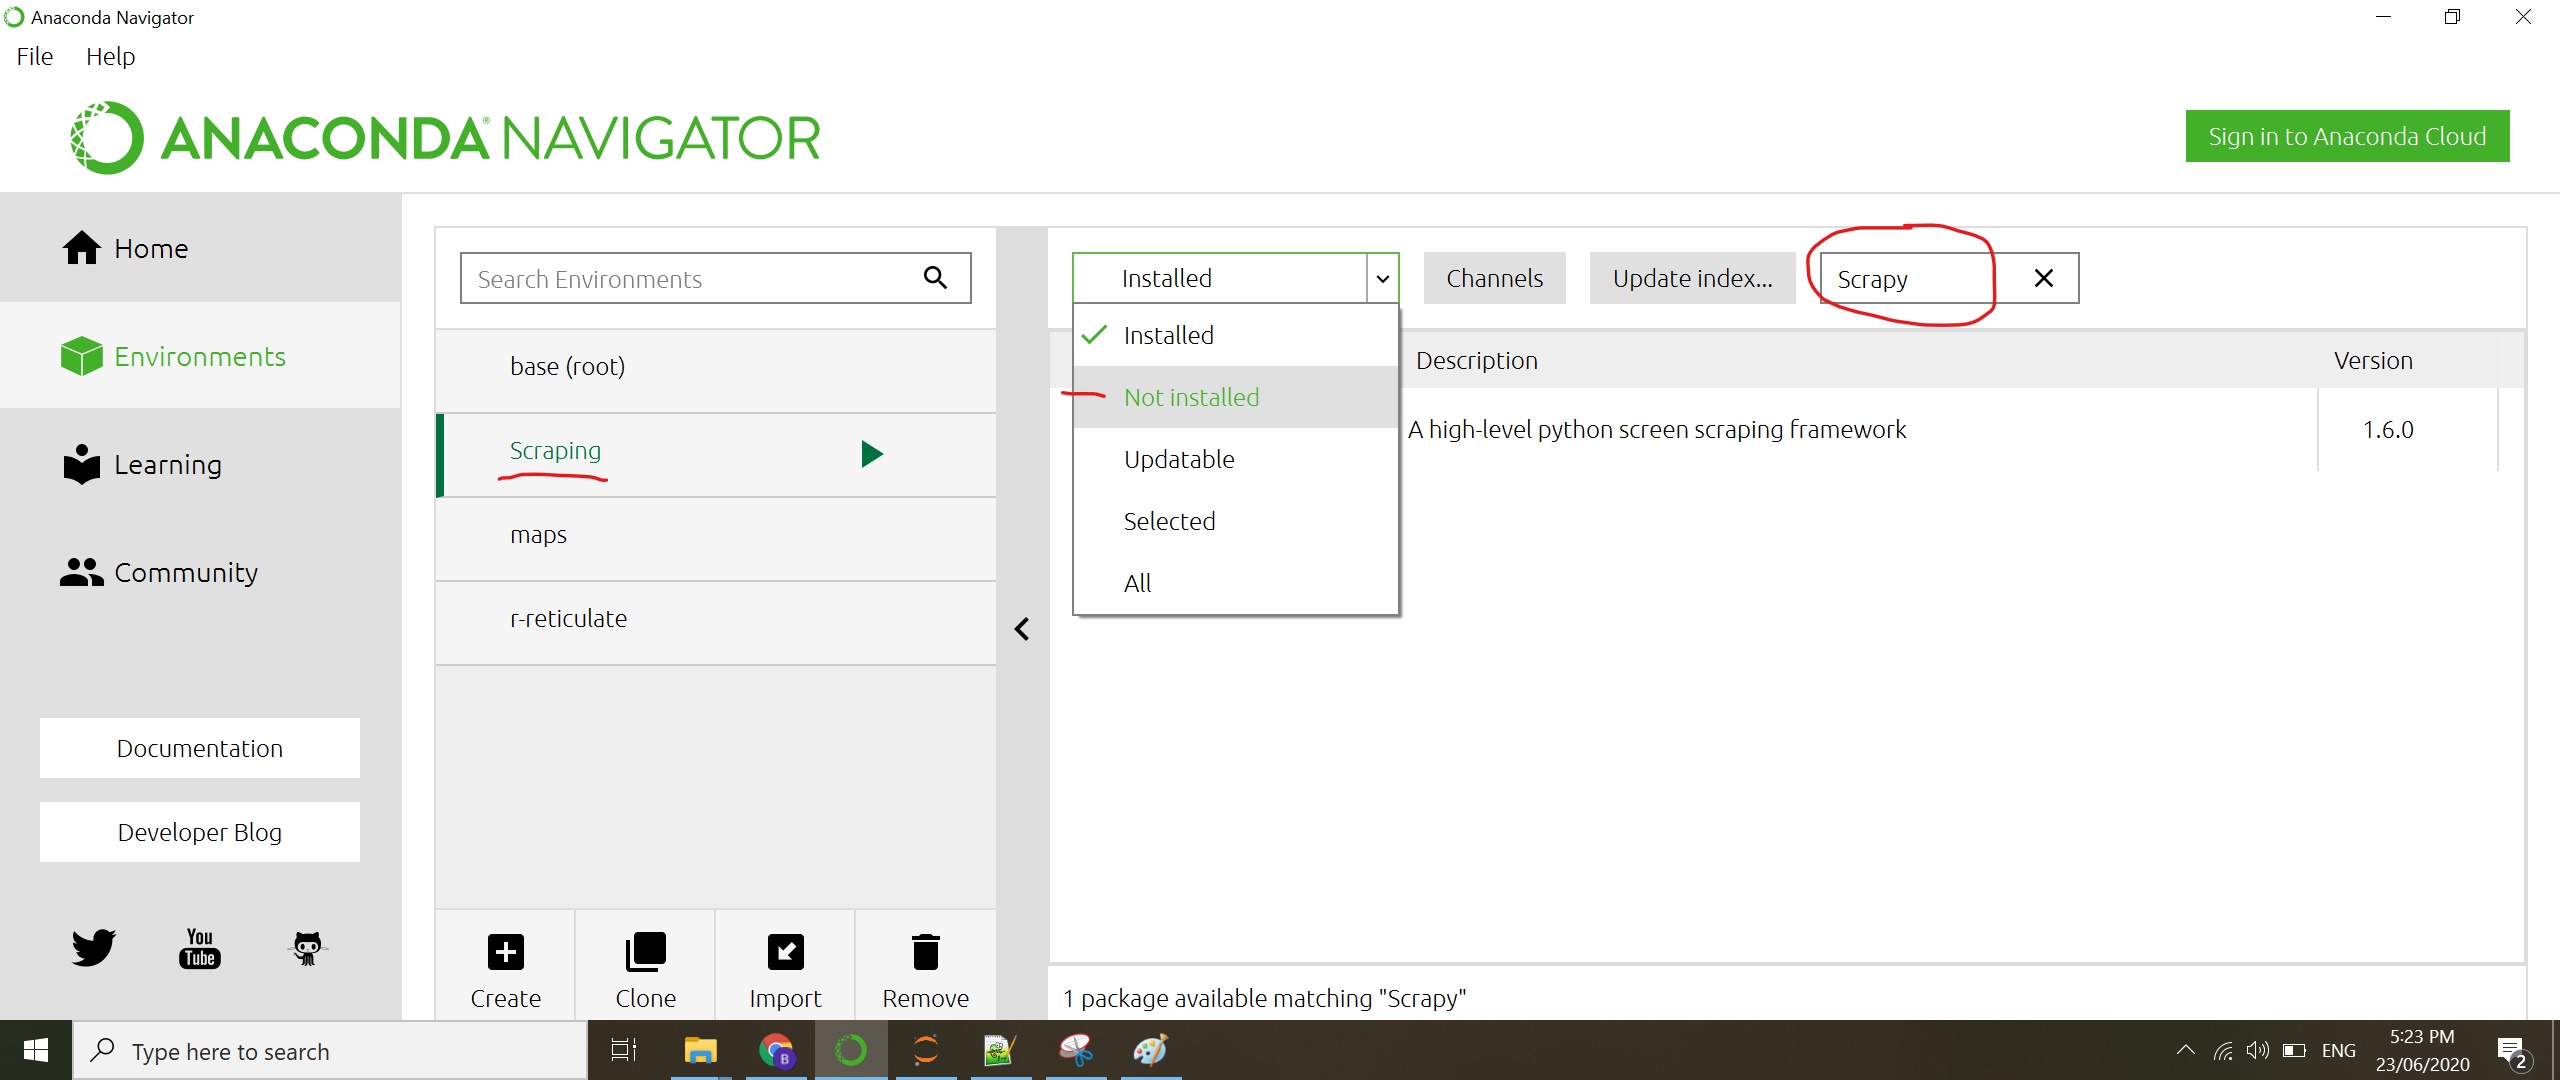 Anaconda Navigator
File Help
ANACONDA® NAVIGATOR
Sign in to Anaconda Cloud
Home
Environments
Learning
Community
Documentation
Developer Blog
You
Tube
Search Environments
base (root)
Scraping
maps
r-reticulate
Create Clone Import Remove
Installed Channels Update index... Scrapy
Installed
Not installed
Updatable
Selected
All
Description Version
A high-level python screen scraping framework 1.6.0
1 package available matching "Scrapy"
Type here to search
B
ENG
5:23 PM
23/06/2020
2